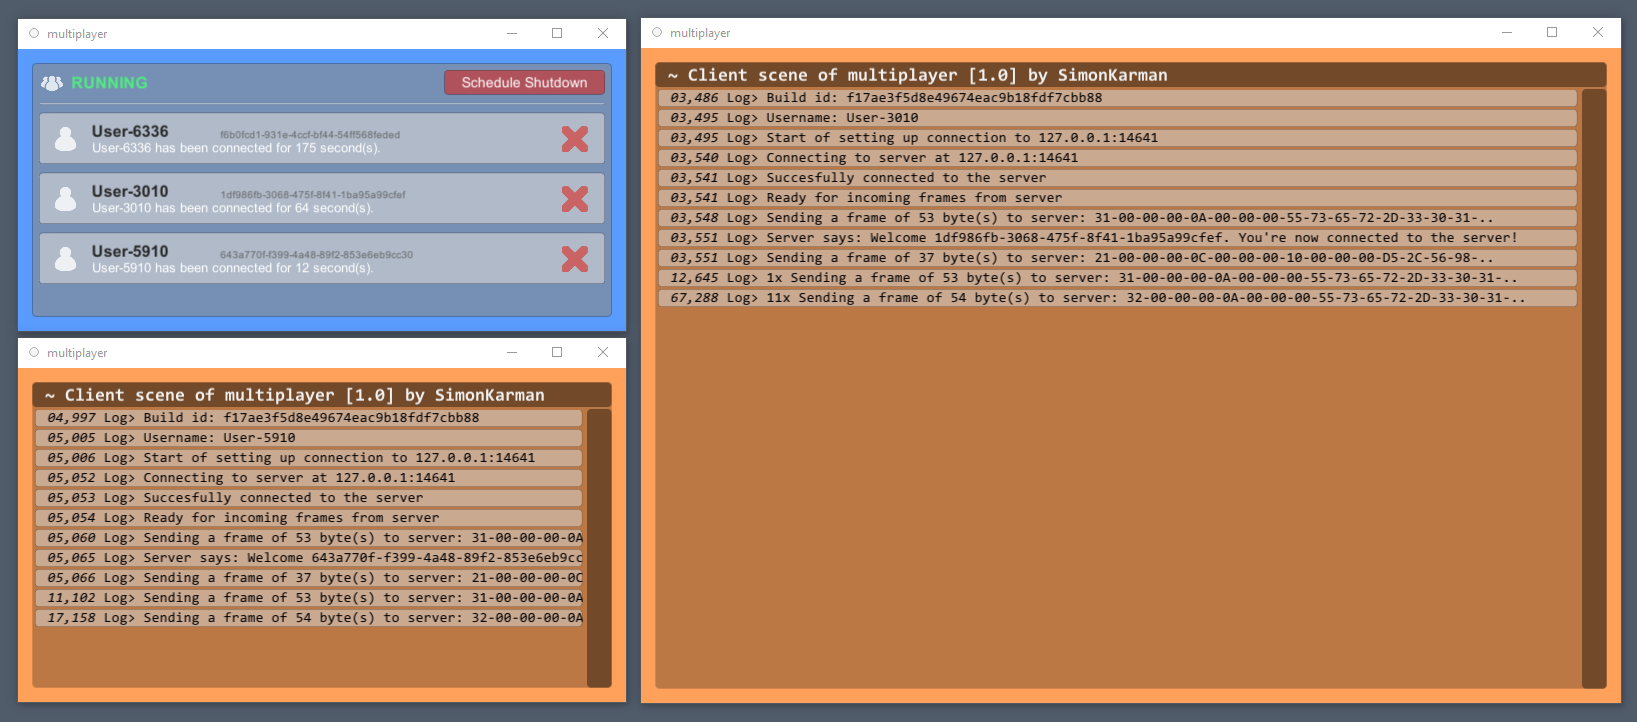 multiplayer
RUNNING
Schedule Shutdown
User-6336 f6b0fcd1-931e-4ccf-bf44-54ff568feded
User-6336 has been connected for 175 second(s).
User-3010 1df986fb-3068-475f-8f41-1ba95a99cfef
User-3010 has been connected for 64 second(s).
User-5910 643a770f-f399-4a48-89f2-853e6eb9cc30
User-5910 has been connected for 12 second(s).
multiplayer
~ Client scene of multiplayer [1.0] by SimonKarman
04,997 Log> Build id: f17ae3f5d8e49674eac9b18fdf7cbb88
05,005 Log> Username: User-5910
05,006 Log> Start of setting up connection to 127.0.0.1:14641
05,052 Log> Connecting to server at 127.0.0.1:14641
05,053 Log> Succesfully connected to the server
05,054 Log> Ready for incoming frames from server
05,060 Log> Sending a frame of 53 byte(s) to server: 31-00-00-00-0A
05,065 Log> Server says: Welcome 643a770f-f399-4a48-89f2-853e6eb9cc
05,066 Log> Sending a frame of 37 byte(s) to server: 21-00-00-00-0C
11,102 Log> Sending a frame of 53 byte(s) to server: 31-00-00-00-0A
17,158 Log> Sending a frame of 54 byte(s) to server: 32-00-00-00-0A
multiplayer
~ Client scene of multiplayer [1.0] by SimonKarman
03,486 Log> Build id: f17ae3f5d8e49674eac9b18fdf7cbb88
03,495 Log> Username: User-3010
03,495 Log> Start of setting up connection to 127.0.0.1:14641
03,540 Log> Connecting to server at 127.0.0.1:14641
03,541 Log> Succesfully connected to the server
03,541 Log> Ready for incoming frames from server
03,548 Log> Sending a frame of 53 byte(s) to server: 31-00-00-00-0A-00-00-00-55-73-65-72-2D-33-30-31-..
03,551 Log> Server says: Welcome 1df986fb-3068-475f-8f41-1ba95a99cfef. You're now connected to the server!
03,551 Log> Sending a frame of 37 byte(s) to server: 21-00-00-00-0C-00-00-00-10-00-00-00-D5-2C-56-98-..
12,645 Log> 1x Sending a frame of 53 byte(s) to server: 31-00-00-00-0A-00-00-00-55-73-65-72-2D-33-30-31-..
67,288 Log> 11x Sending a frame of 54 byte(s) to server: 32-00-00-00-0A-00-00-00-55-73-65-72-2D-33-30-31-..